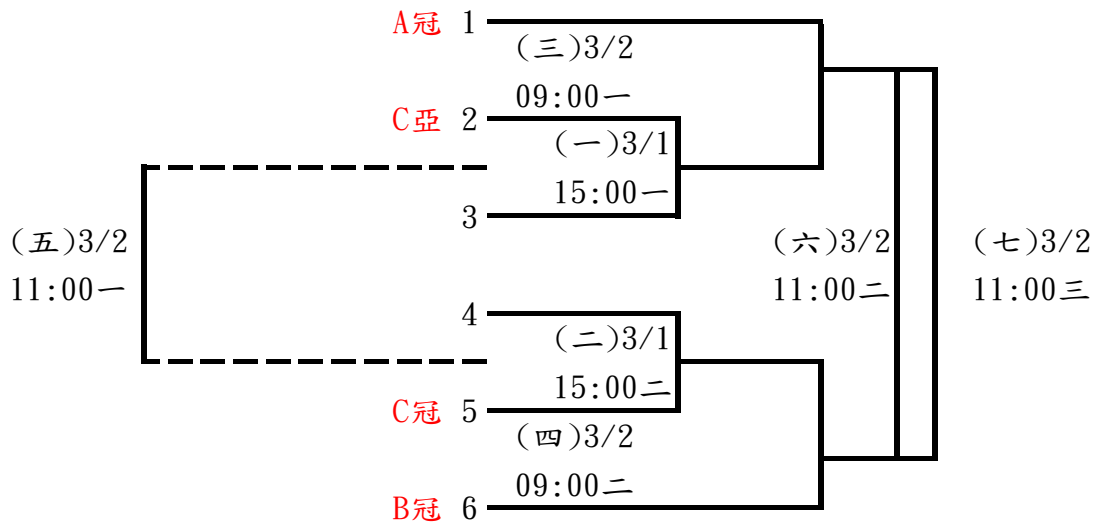 A冠 1
(三)3/2
09:00一
C亞 2
(一)3/1
15:00一
3
(五)3/2
11:00一
(六)3/2
11:00二
(七)3/2
11:00三
4
(二)3/1
15:00二
C冠 5
(四)3/2
09:00二
B冠 6